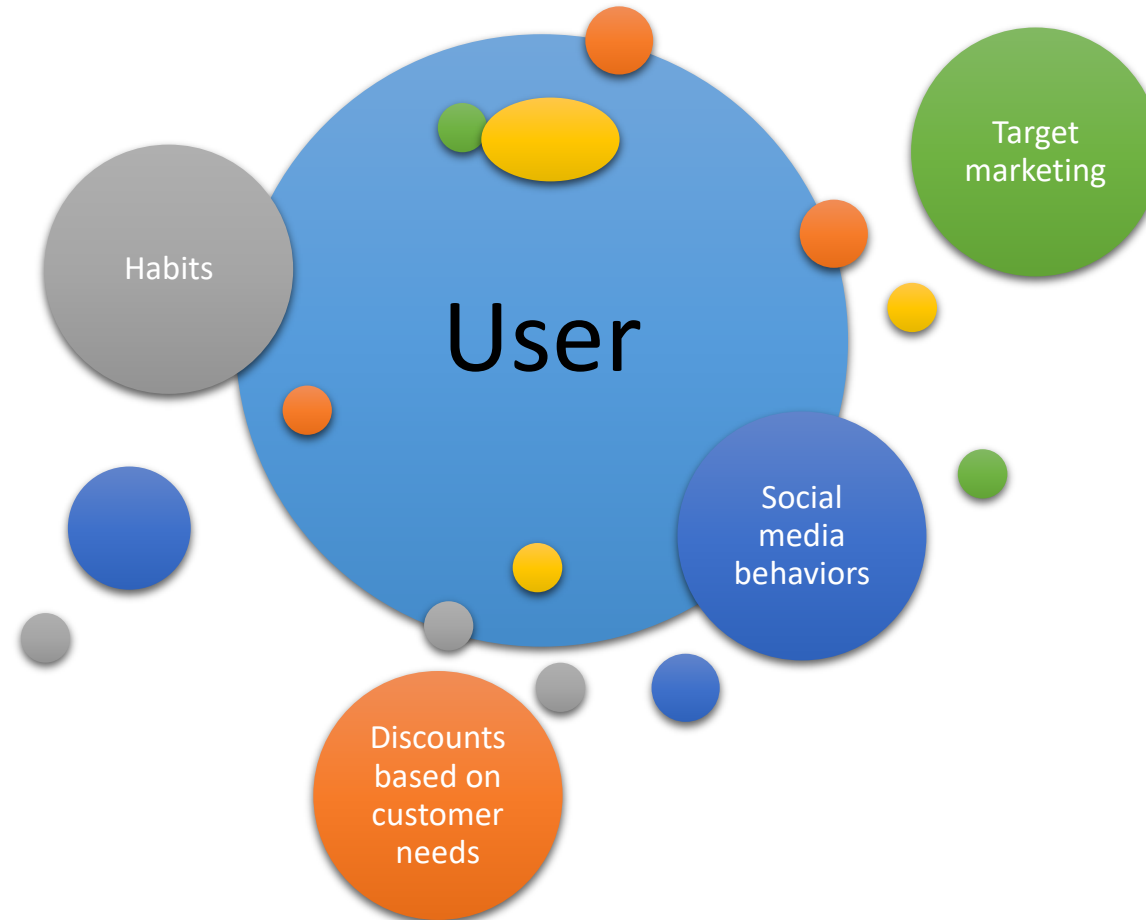 Target
marketing
Habits
User
Social
media
behaviors
Discounts
based on
customer
needs